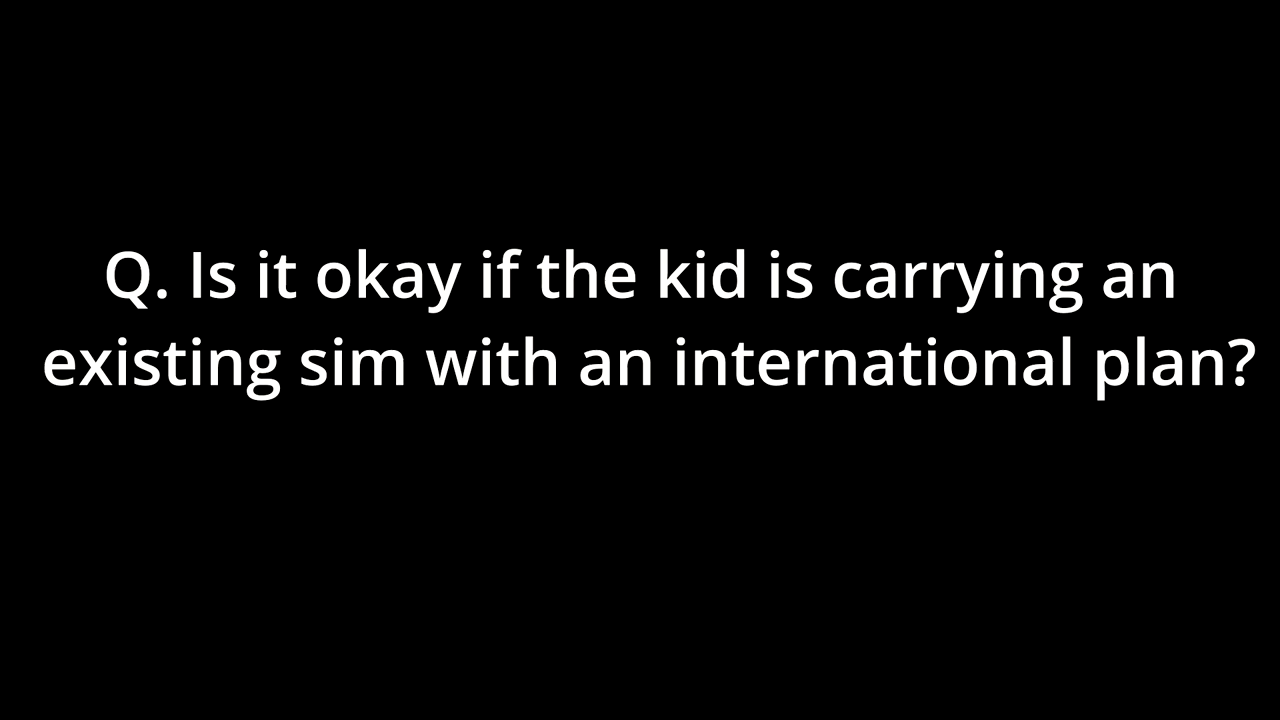 Q. Is it okay if the kid is carrying an
existing sim with an international plan?